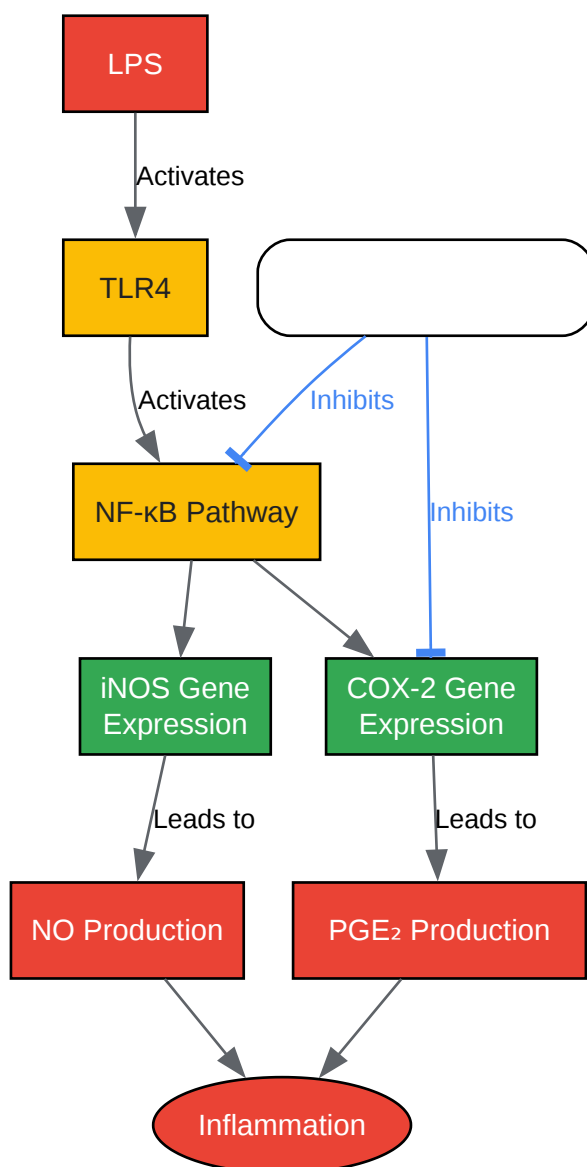 LPS
Activates
TLR4
Activates
Inhibits
NF-κB Pathway
Inhibits
iNOS Gene
Expression
COX-2 Gene
Expression
Leads to
Leads to
NO Production
PGE₂ Production
Inflammation